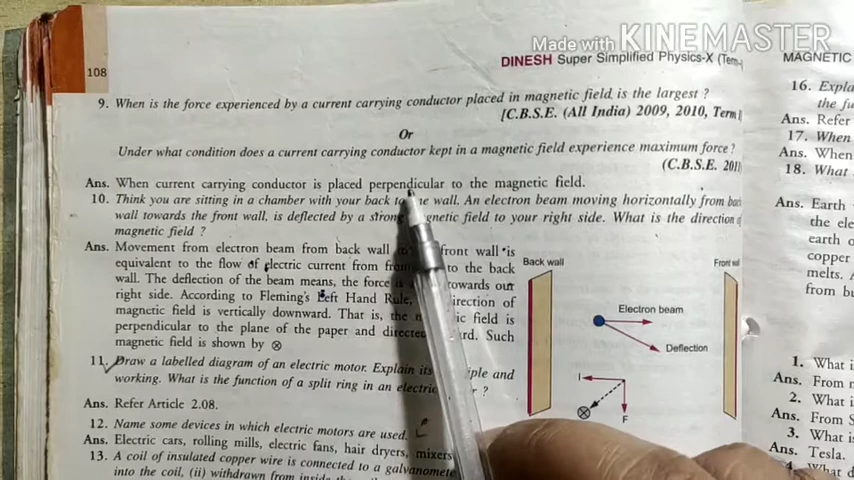 Made with KINEMASTER
108
DINESH Super Simplified Physics-X (Term-
9. When is the force experienced by a current carrying conductor placed in magnetic field is the largest ?
[C.B.S.E. (All India) 2009, 2010, Term
Or
Under what condition does a current carrying conductor kept in a magnetic field experience maximum force?
(C.B.S.E. 201
Ans. When current carrying conductor is placed perpendicular to the magnetic field.
10. Think you are sitting in a chamber with your back to the wall. An electron beam moving horizontally from back
wall towards the front wall, is deflected by a strong magnetic field to your right side. What is the direction of
magnetic field ?
Ans. Movement from electron beam from back wall to front wall is
equivalent to the flow of electric current from to the back
wall. The deflection of the beam means, the force is towards our
right side. According to Fleming's Left Hand Rule, direction of
magnetic field is vertically downward. That is, the field is
perpendicular to the plane of the paper and directed Such
magnetic field is shown by ⊗
Back wall
Front wall
Electron beam
Deflection
I
F
11. Draw a labelled diagram of an electric motor. Explain its and
working. What is the function of a split ring in an electric ?
Ans. Refer Article 2.08.
12. Name some devices in which electric motors are used.
Ans. Electric cars, rolling mills, electric fans, hair dryers, mixers
13. A coil of insulated copper wire is connected to a galvanometer
into the coil, (ii) withdrawn from inside
MAGNETIC
16. Expla
the fu
Ans. Refer
17. When
Ans. When
18. What
Ans. Earth
the ele
earth o
copper
melts. A
from bu
1. What i
Ans. From n
2. What i
Ans. From S
3. What i
Ans. Tesla.
4. What i